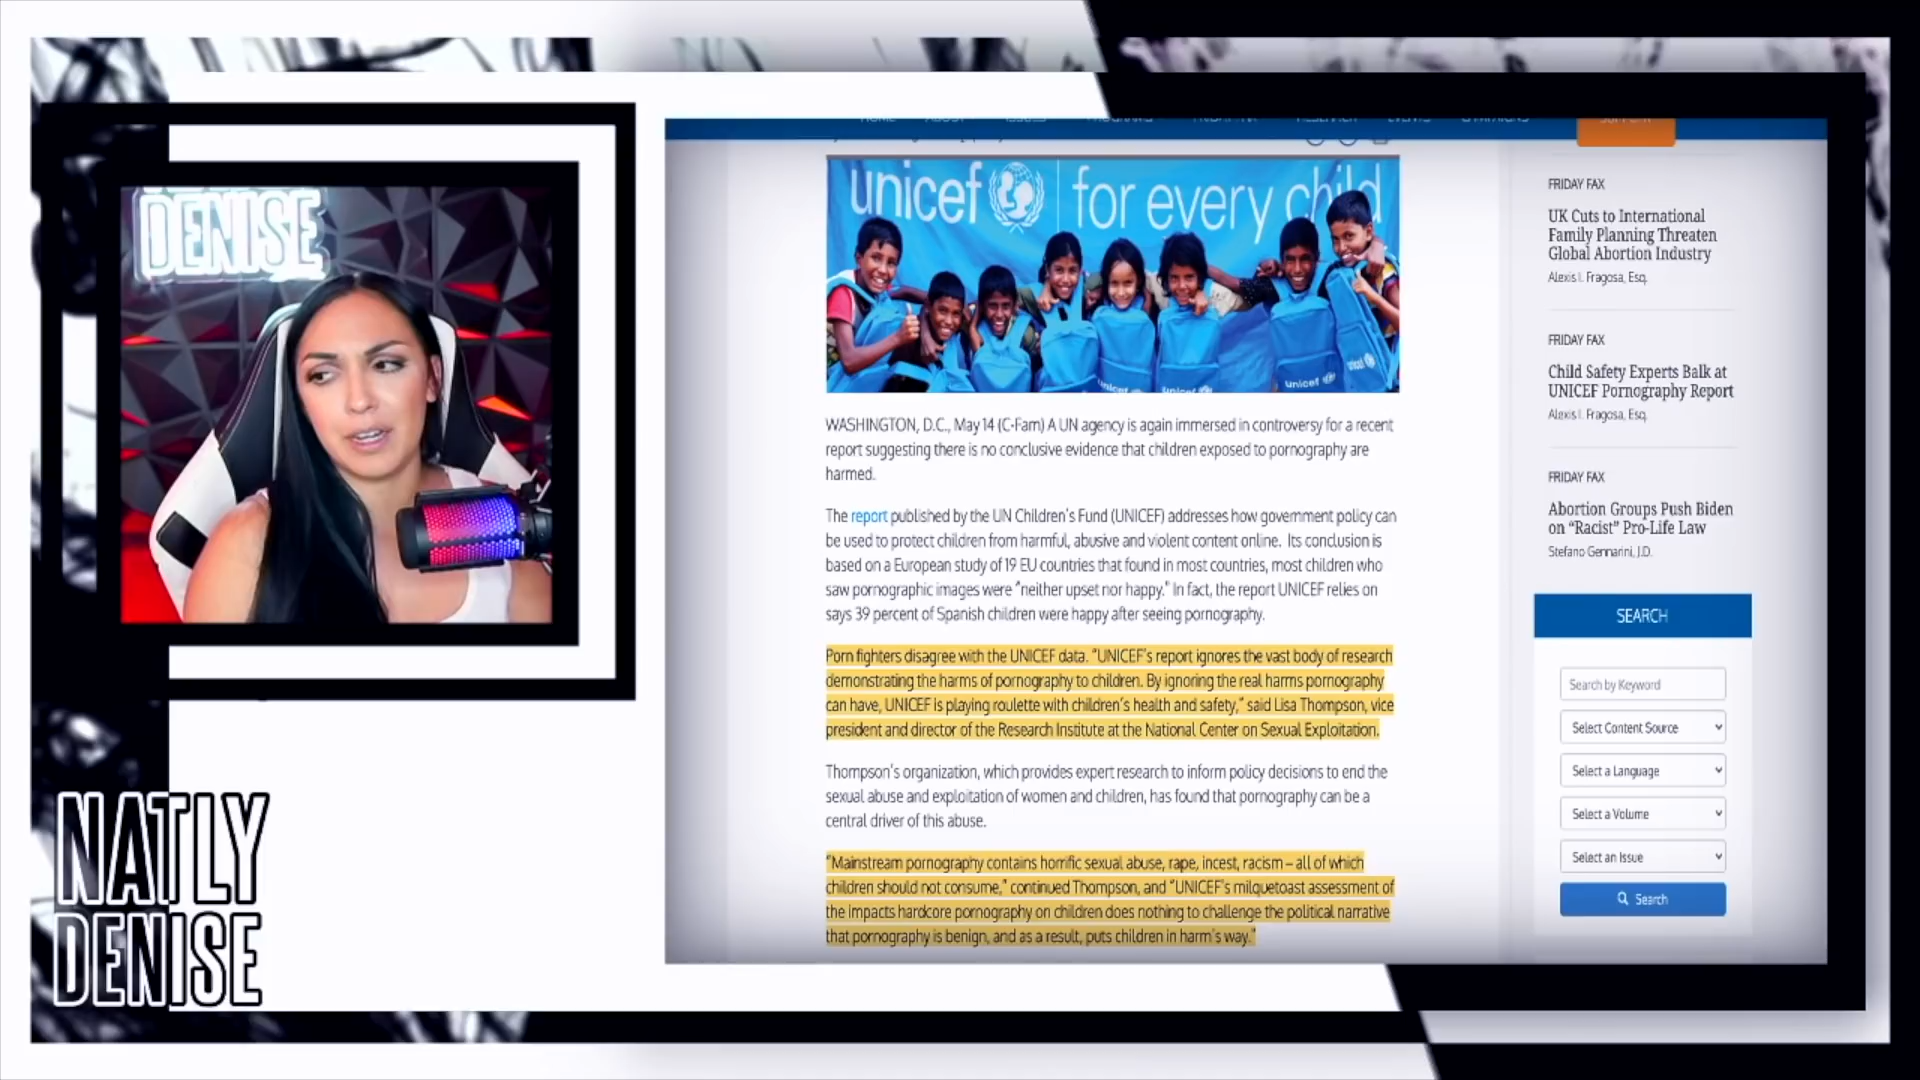 DENISE
NATLY
DENISE
HOME ABOUT ISSUES PROGRAMS FRIDAY FAX RESEARCH EVENTS CAMPAIGNS
unicef for every child
unicef unicef unicef unicef
WASHINGTON, D.C., May 14 (C-Fam) A UN agency is again immersed in controversy for a recent
report suggesting there is no conclusive evidence that children exposed to pornography are
harmed.
The report published by the UN Children's Fund (UNICEF) addresses how government policy can
be used to protect children from harmful, abusive and violent content online. Its conclusion is
based on a European study of 19 EU countries that found in most countries, most children who
saw pornographic images were "neither upset nor happy." In fact, the report UNICEF relies on
says 39 percent of Spanish children were happy after seeing pornography.
Porn fighters disagree with the UNICEF data. "UNICEF's report ignores the vast body of research
demonstrating the harms of pornography to children. By ignoring the real harms pornography
can have, UNICEF is playing roulette with children's health and safety," said Lisa Thompson, vice
president and director of the Research Institute at the National Center on Sexual Exploitation.
Thompson's organization, which provides expert research to inform policy decisions to end the
sexual abuse and exploitation of women and children, has found that pornography can be a
central driver of this abuse.
"Mainstream pornography contains horrific sexual abuse, rape, incest, racism – all of which
children should not consume," continued Thompson, and "UNICEF's milquetoast assessment of
the impacts hardcore pornography on children does nothing to challenge the political narrative
that pornography is benign, and as a result, puts children in harm's way."
FRIDAY FAX
UK Cuts to International
Family Planning Threaten
Global Abortion Industry
Alexis I. Fragosa, Esq.
FRIDAY FAX
Child Safety Experts Balk at
UNICEF Pornography Report
Alexis I. Fragosa, Esq.
FRIDAY FAX
Abortion Groups Push Biden
on "Racist" Pro-Life Law
Stefano Gennarini, J.D.
SEARCH
Search by Keyword
Select Content Source
Select a Language
Select a Volume
Select an Issue
Search